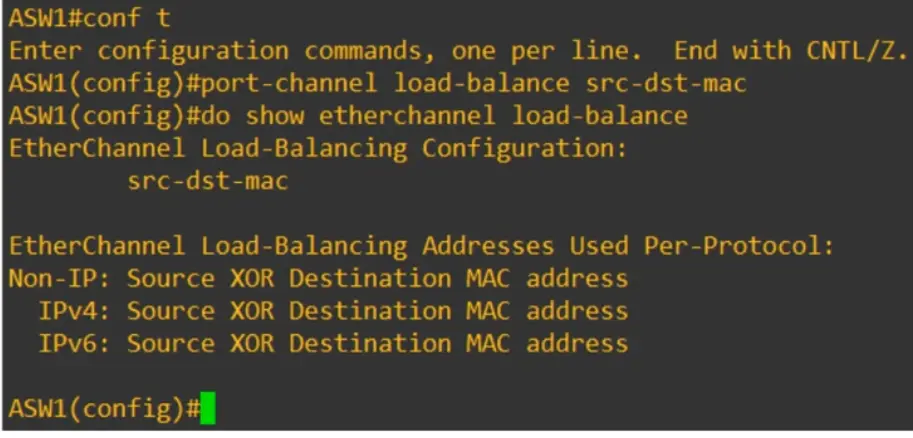 ASW1#conf t
Enter configuration commands, one per line.  End with CNTL/Z.
ASW1(config)#port-channel load-balance src-dst-mac
ASW1(config)#do show etherchannel load-balance
EtherChannel Load-Balancing Configuration:
        src-dst-mac

EtherChannel Load-Balancing Addresses Used Per-Protocol:
Non-IP: Source XOR Destination MAC address
  IPv4: Source XOR Destination MAC address
  IPv6: Source XOR Destination MAC address

ASW1(config)#